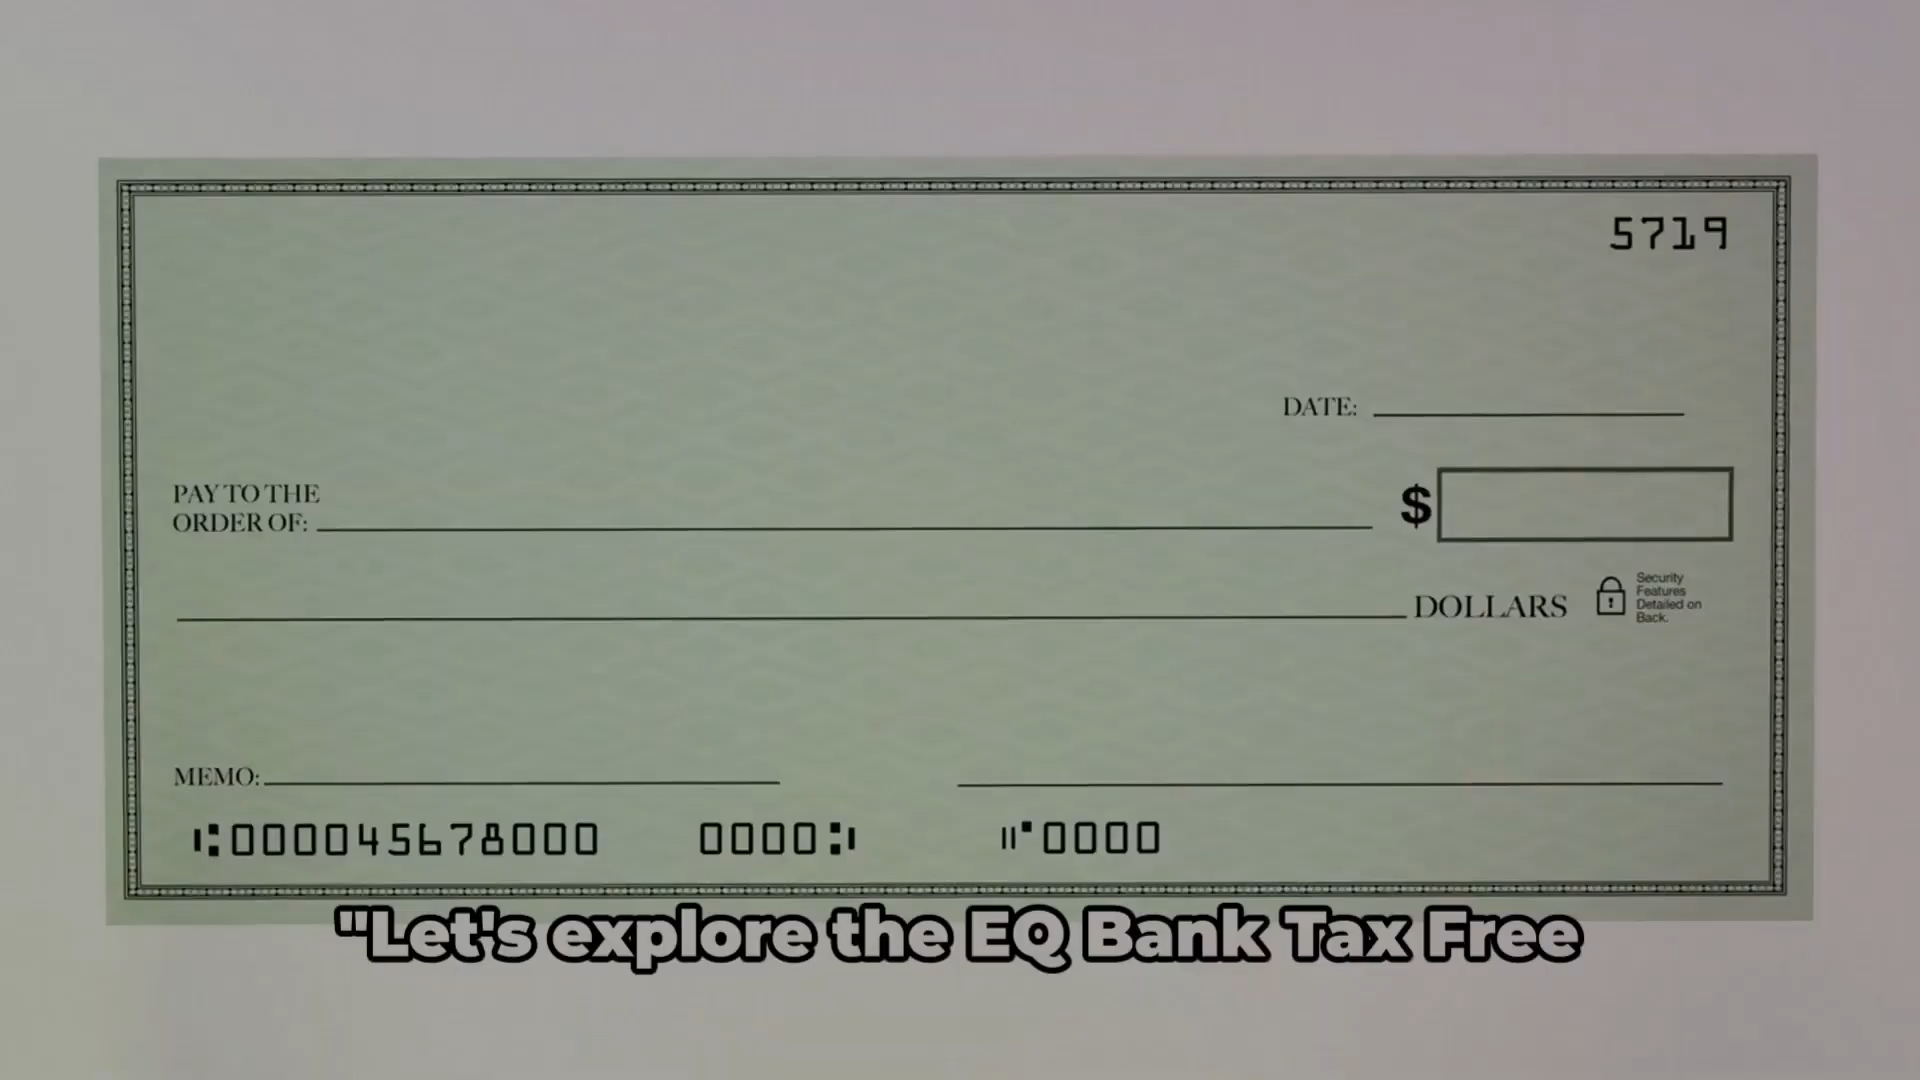 5719
DATE:
PAY TO THE
ORDER OF:
$
DOLLARS
Security
Features
Detailed on
Back.
MEMO:
⑆000045678000 0000⑆ ⑈0000
"Let's explore the EQ Bank Tax Free